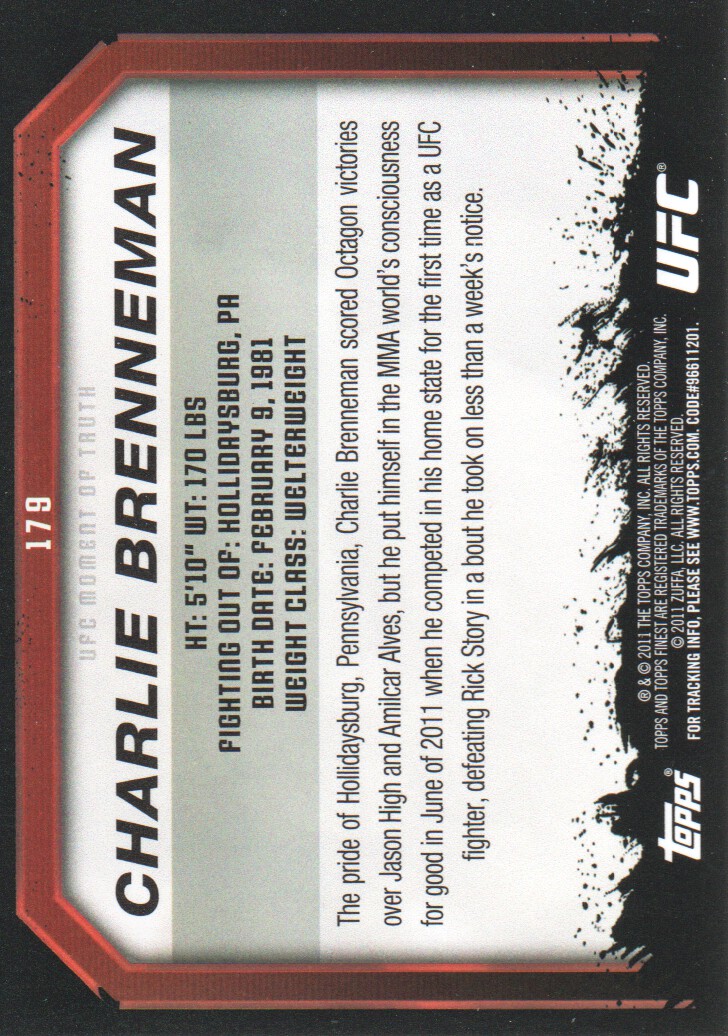 179
UFC MOMENT OF TRUTH
CHARLIE BRENNEMAN
HT: 5'10" WT: 170 LBS
FIGHTING OUT OF: HOLLIDAYSBURG, PA
BIRTH DATE: FEBRUARY 9, 1981
WEIGHT CLASS: WELTERWEIGHT
The pride of Hollidaysburg, Pennsylvania, Charlie Brenneman scored Octagon victories
over Jason High and Amilcar Alves, but he put himself in the MMA world's consciousness
for good in June of 2011 when he competed in his home state for the first time as a UFC
fighter, defeating Rick Story in a bout he took on less than a week's notice.
topps®
® & © 2011 THE TOPPS COMPANY, INC. ALL RIGHTS RESERVED.
TOPPS AND TOPPS FINEST ARE REGISTERED TRADEMARKS OF THE TOPPS COMPANY, INC.
© 2011 ZUFFA, LLC. ALL RIGHTS RESERVED.
FOR TRACKING INFO, PLEASE SEE WWW.TOPPS.COM. CODE#96611201.
UFC®